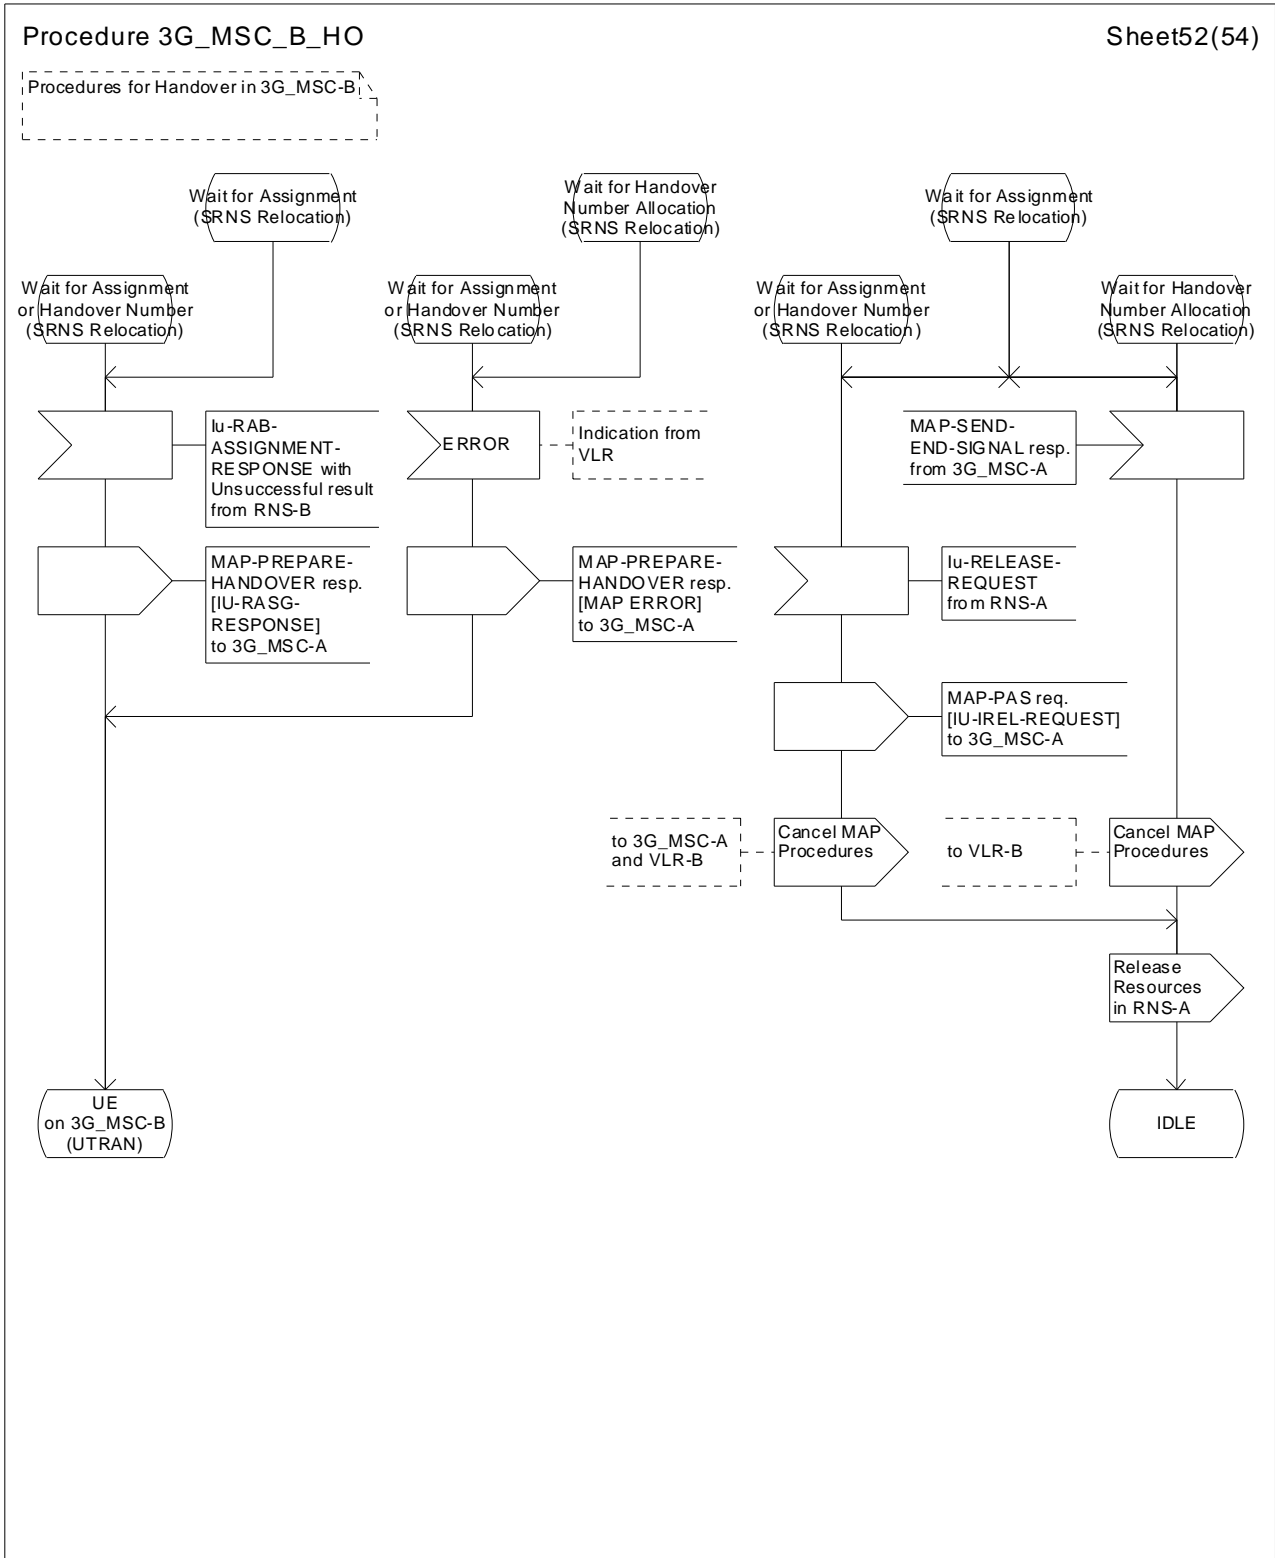 Procedure 3G_MSC_B_HO
Sheet52(54)
Procedures for Handover in 3G_MSC-B
Wait for Assignment
(SRNS Relocation)
Wait for Handover
Number Allocation
(SRNS Relocation)
Wait for Assignment
(SRNS Relocation)
Wait for Assignment
or Handover Number
(SRNS Relocation)
Wait for Assignment
or Handover Number
(SRNS Relocation)
Wait for Assignment
or Handover Number
(SRNS Relocation)
Wait for Handover
Number Allocation
(SRNS Relocation)
Iu-RAB-
ASSIGNMENT-
RESPONSE with
Unsuccessful result
from RNS-B
ERROR
Indication from
VLR
MAP-SEND-
END-SIGNAL resp.
from 3G_MSC-A
MAP-PREPARE-
HANDOVER resp.
[IU-RASG-
RESPONSE]
to 3G_MSC-A
MAP-PREPARE-
HANDOVER resp.
[MAP ERROR]
to 3G_MSC-A
Iu-RELEASE-
REQUEST
from RNS-A
MAP-PAS req.
[IU-IREL-REQUEST]
to 3G_MSC-A
to 3G_MSC-A
and VLR-B
Cancel MAP
Procedures
to VLR-B
Cancel MAP
Procedures
Release
Resources
in RNS-A
UE
on 3G_MSC-B
(UTRAN)
IDLE